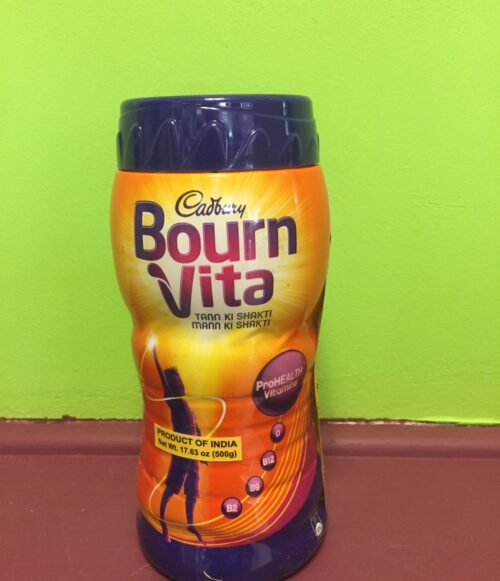 Cadbury
Bourn
Vita
TANN KI SHAKTI
MANN KI SHAKTI
ProHEALTH
Vitamins
D
B12
B9
B2
PRODUCT OF INDIA
Net Wt. 17.63 oz (500g)